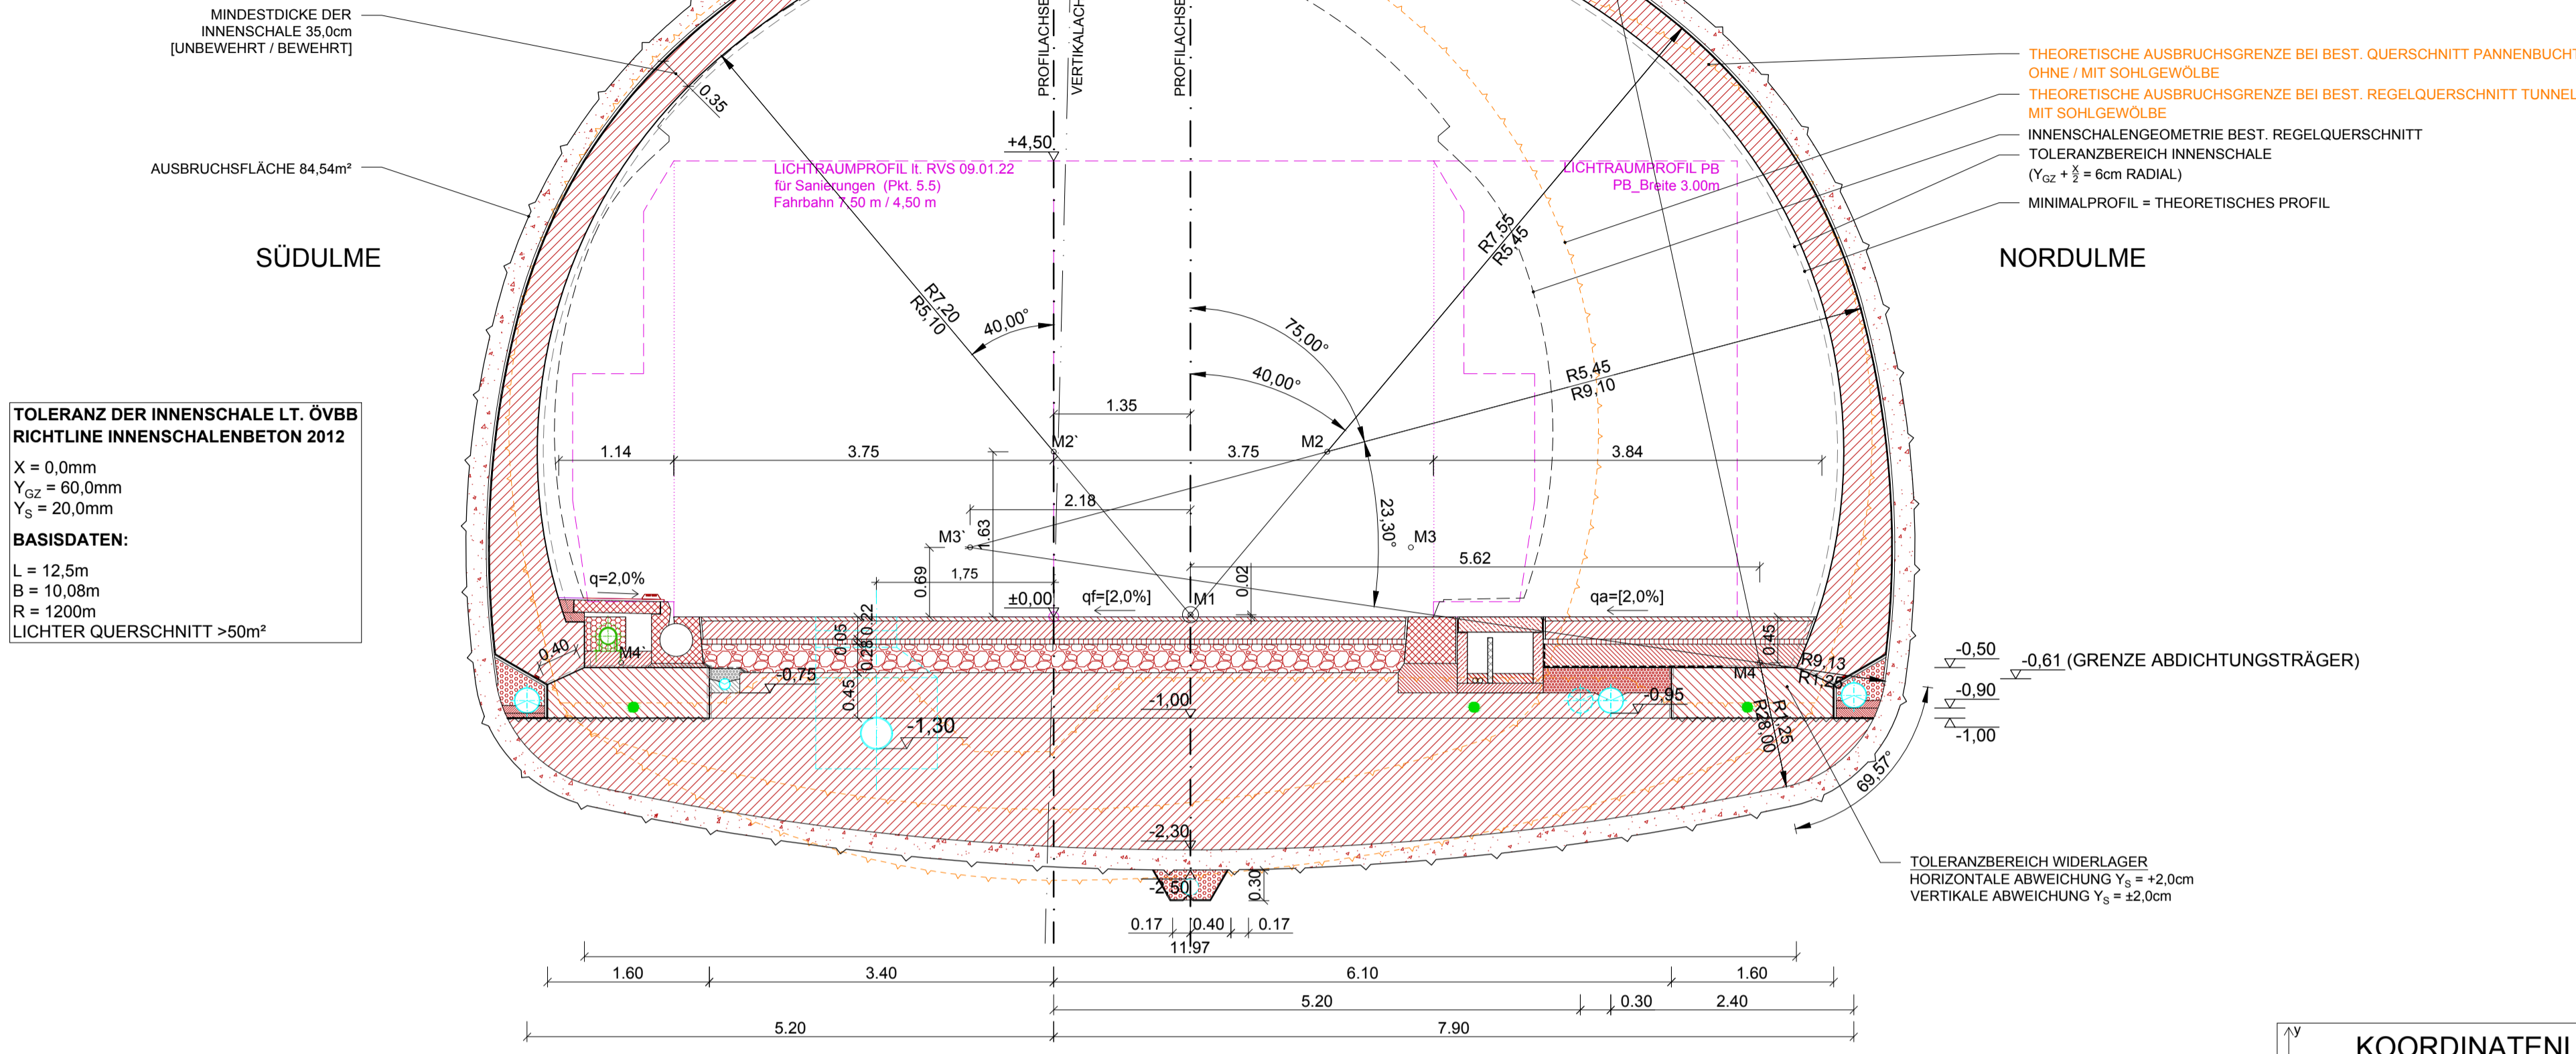 MINDESTDICKE DER
INNENSCHALE 35,0cm
[UNBEWEHRT / BEWEHRT]
AUSBRUCHSFLÄCHE 84,54m²
SÜDULME
TOLERANZ DER INNENSCHALE LT. ÖVBB
RICHTLINE INNENSCHALENBETON 2012
X = 0,0mm
Y_GZ = 60,0mm
Y_S = 20,0mm
BASISDATEN:
L = 12,5m
B = 10,08m
R = 1200m
LICHTER QUERSCHNITT >50m²
PROFILACHSE
PROFILACHSE
0.35
+4,50
LICHTRAUMPROFIL lt. RVS 09.01.22
für Sanierungen (Pkt. 5.5)
Fahrbahn 7.50 m / 4,50 m
LICHTRAUMPROFIL PB
PB_Breite 3.00m
R7,20
R5,10
40,00°
R7,55
R5,45
75,00°
40,00°
R5,45
R9,10
1.35
M2`
M2
1.14
3.75
3.75
3.84
2.18
1.63
23,30°
M3`
M3
5.62
0.69
1,75
0.02
q=2,0%
±0,00
qf=[2,0%]
M1
qa=[2,0%]
0.22
0.05
0.28
0.45
0.45
0.40
M4`
M4
-0,75
-1,00
-0,95
-1,30
R9,13
R1,25
R1,25
R28,00
69,57°
-2,30
-2,50
0.30
0.17
0.40
0.17
11.97
1.60
3.40
6.10
1.60
5.20
0.30
2.40
5.20
7.90
THEORETISCHE AUSBRUCHSGRENZE BEI BEST. QUERSCHNITT PANNENBUCHT
OHNE / MIT SOHLGEWÖLBE
THEORETISCHE AUSBRUCHSGRENZE BEI BEST. REGELQUERSCHNITT TUNNEL
MIT SOHLGEWÖLBE
INNENSCHALENGEOMETRIE BEST. REGELQUERSCHNITT
TOLERANZBEREICH INNENSCHALE
(Y_GZ + X/2 = 6cm RADIAL)
MINIMALPROFIL = THEORETISCHES PROFIL
NORDULME
-0,50
-0,61 (GRENZE ABDICHTUNGSTRÄGER)
-0,90
-1,00
TOLERANZBEREICH WIDERLAGER
HORIZONTALE ABWEICHUNG Y_S = +2,0cm
VERTIKALE ABWEICHUNG Y_S = ±2,0cm
y